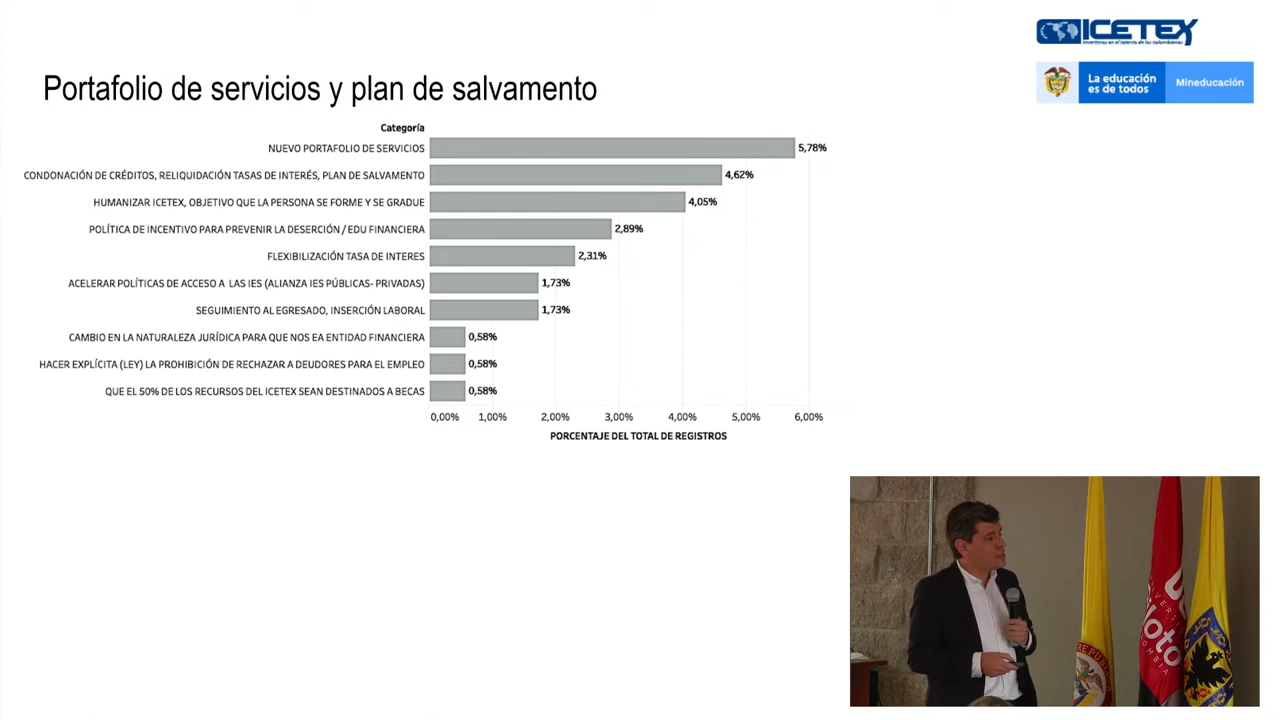 ICETEX
Invertimos en el talento de los colombianos
La educación
es de todos
Mineducación
Portafolio de servicios y plan de salvamento
Categoría
NUEVO PORTAFOLIO DE SERVICIOS 5,78%
CONDONACIÓN DE CRÉDITOS, RELIQUIDACIÓN TASAS DE INTERÉS, PLAN DE SALVAMENTO 4,62%
HUMANIZAR ICETEX, OBJETIVO QUE LA PERSONA SE FORME Y SE GRADUE 4,05%
POLÍTICA DE INCENTIVO PARA PREVENIR LA DESERCIÓN / EDU FINANCIERA 2,89%
FLEXIBILIZACIÓN TASA DE INTERES 2,31%
ACELERAR POLÍTICAS DE ACCESO A LAS IES (ALIANZA IES PÚBLICAS- PRIVADAS) 1,73%
SEGUIMIENTO AL EGRESADO, INSERCIÓN LABORAL 1,73%
CAMBIO EN LA NATURALEZA JURÍDICA PARA QUE NOS EA ENTIDAD FINANCIERA 0,58%
HACER EXPLÍCITA (LEY) LA PROHIBICIÓN DE RECHAZAR A DEUDORES PARA EL EMPLEO 0,58%
QUE EL 50% DE LOS RECURSOS DEL ICETEX SEAN DESTINADOS A BECAS 0,58%
0,00% 1,00% 2,00% 3,00% 4,00% 5,00% 6,00%
PORCENTAJE DEL TOTAL DE REGISTROS